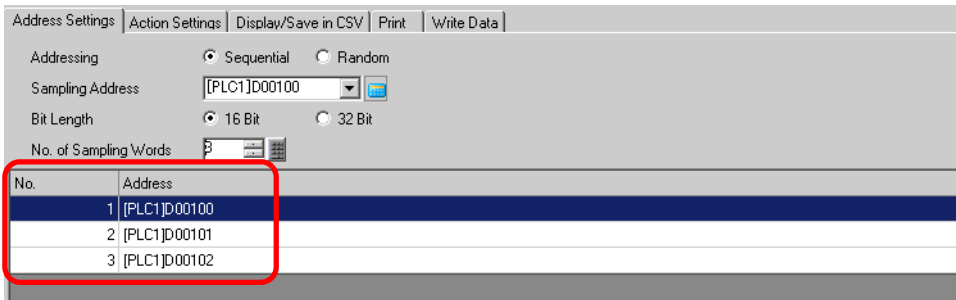 Address Settings Action Settings Display/Save in CSV Print Write Data
Addressing Sequential Random
Sampling Address [PLC1]D00100
Bit Length 16 Bit 32 Bit
No. of Sampling Words 3
No. Address
1 [PLC1]D00100
2 [PLC1]D00101
3 [PLC1]D00102